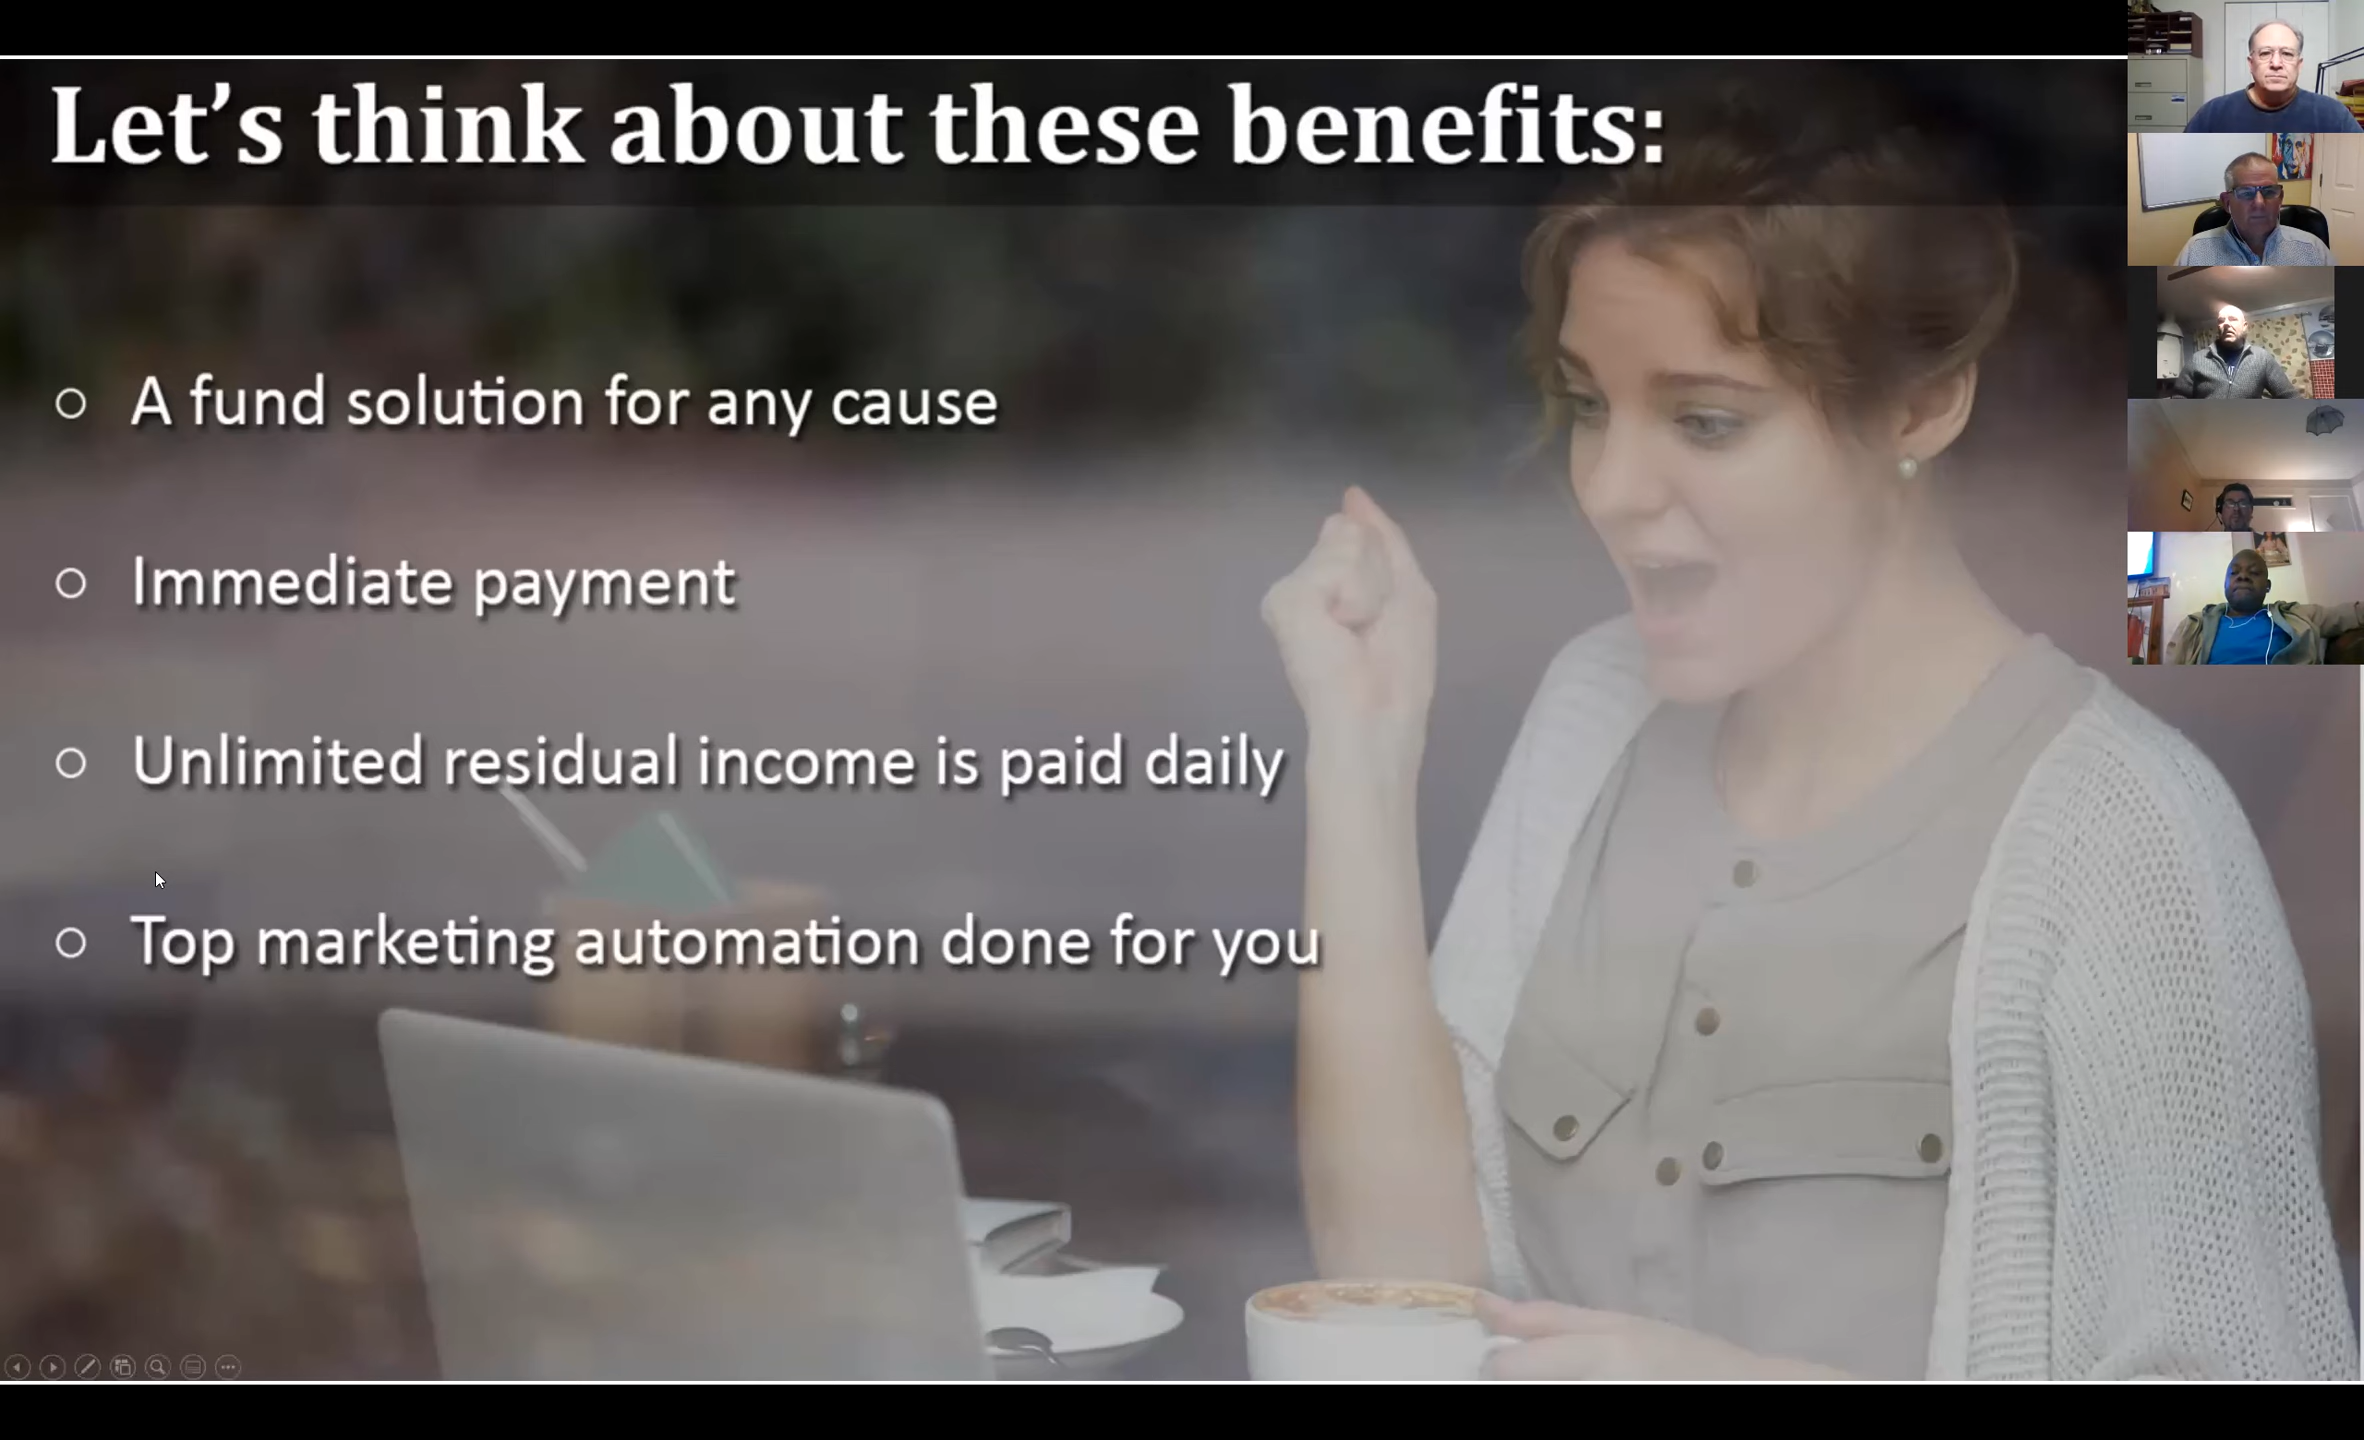 Let's think about these benefits:
A fund solution for any cause
Immediate payment
Unlimited residual income is paid daily
Top marketing automation done for you